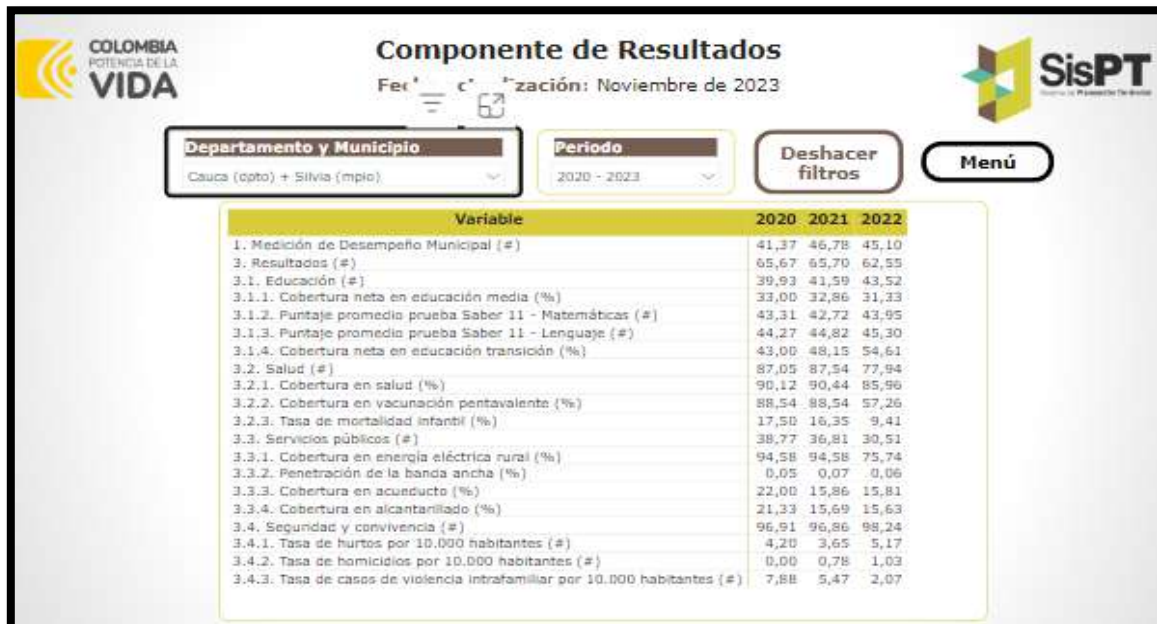 COLOMBIA
POTENCIA DE LA
VIDA
Componente de Resultados
Noviembre de 2023
SisPT
Departamento y Municipio
Cauca (dpto) + Silvia (mpio)
Periodo
2020 - 2023
Deshacer
filtros
Menú
Variable 2020 2021 2022
1. Medición de Desempeño Municipal (#) 41,37 46,78 45,10
3. Resultados (#) 65,67 65,70 62,55
3.1. Educación (#) 39,93 41,59 43,52
3.1.1. Cobertura neta en educación media (%) 33,00 32,86 31,33
3.1.2. Puntaje promedio prueba Saber 11 - Matemáticas (#) 43,31 42,72 43,95
3.1.3. Puntaje promedio prueba Saber 11 - Lenguaje (#) 44,27 44,82 45,30
3.1.4. Cobertura neta en educación transición (%) 43,00 48,15 54,61
3.2. Salud (#) 87,05 87,54 77,94
3.2.1. Cobertura en salud (%) 90,12 90,44 85,96
3.2.2. Cobertura en vacunación pentavalente (%) 88,54 88,54 57,26
3.2.3. Tasa de mortalidad infantil (%) 17,50 16,35 9,41
3.3. Servicios públicos (#) 38,77 36,81 30,51
3.3.1. Cobertura en energía eléctrica rural (%) 94,58 94,58 75,74
3.3.2. Penetración de la banda ancha (%) 0,05 0,07 0,06
3.3.3. Cobertura en acueducto (%) 22,00 15,86 15,81
3.3.4. Cobertura en alcantarillado (%) 21,33 15,69 15,63
3.4. Seguridad y convivencia (#) 96,91 96,86 98,24
3.4.1. Tasa de hurtos por 10.000 habitantes (#) 4,20 3,65 5,17
3.4.2. Tasa de homicidios por 10.000 habitantes (#) 0,00 0,78 1,03
3.4.3. Tasa de casos de violencia intrafamiliar por 10.000 habitantes (#) 7,88 5,47 2,07